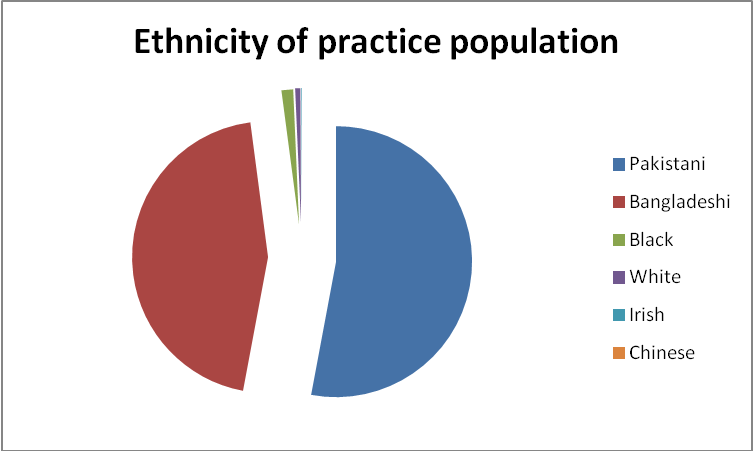 Ethnicity of practice population
Pakistani
Bangladeshi
Black
White
Irish
Chinese